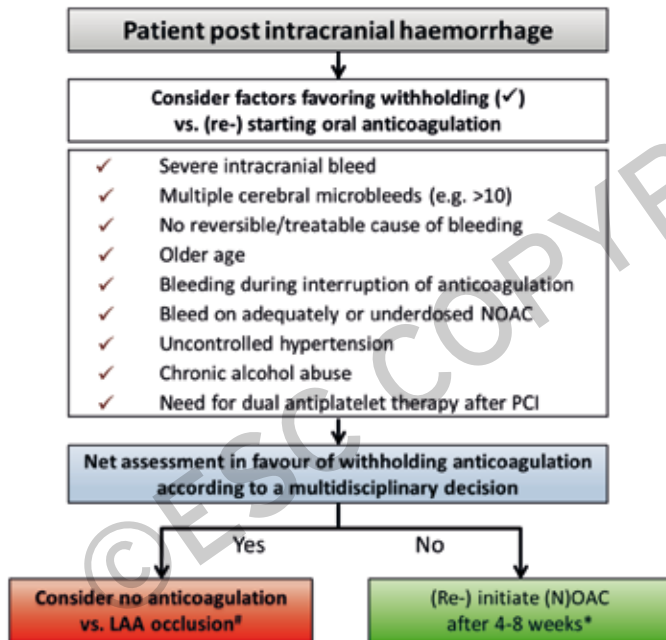 Patient post intracranial haemorrhage
Consider factors favoring withholding (✓)
vs. (re-) starting oral anticoagulation
✓ Severe intracranial bleed
✓ Multiple cerebral microbleeds (e.g. >10)
✓ No reversible/treatable cause of bleeding
✓ Older age
✓ Bleeding during interruption of anticoagulation
✓ Bleed on adequately or underdosed NOAC
✓ Uncontrolled hypertension
✓ Chronic alcohol abuse
✓ Need for dual antiplatelet therapy after PCI
Net assessment in favour of withholding anticoagulation
according to a multidisciplinary decision
Yes No
Consider no anticoagulation
vs. LAA occlusion#
(Re-) initiate (N)OAC
after 4-8 weeks*
©ESC COPY